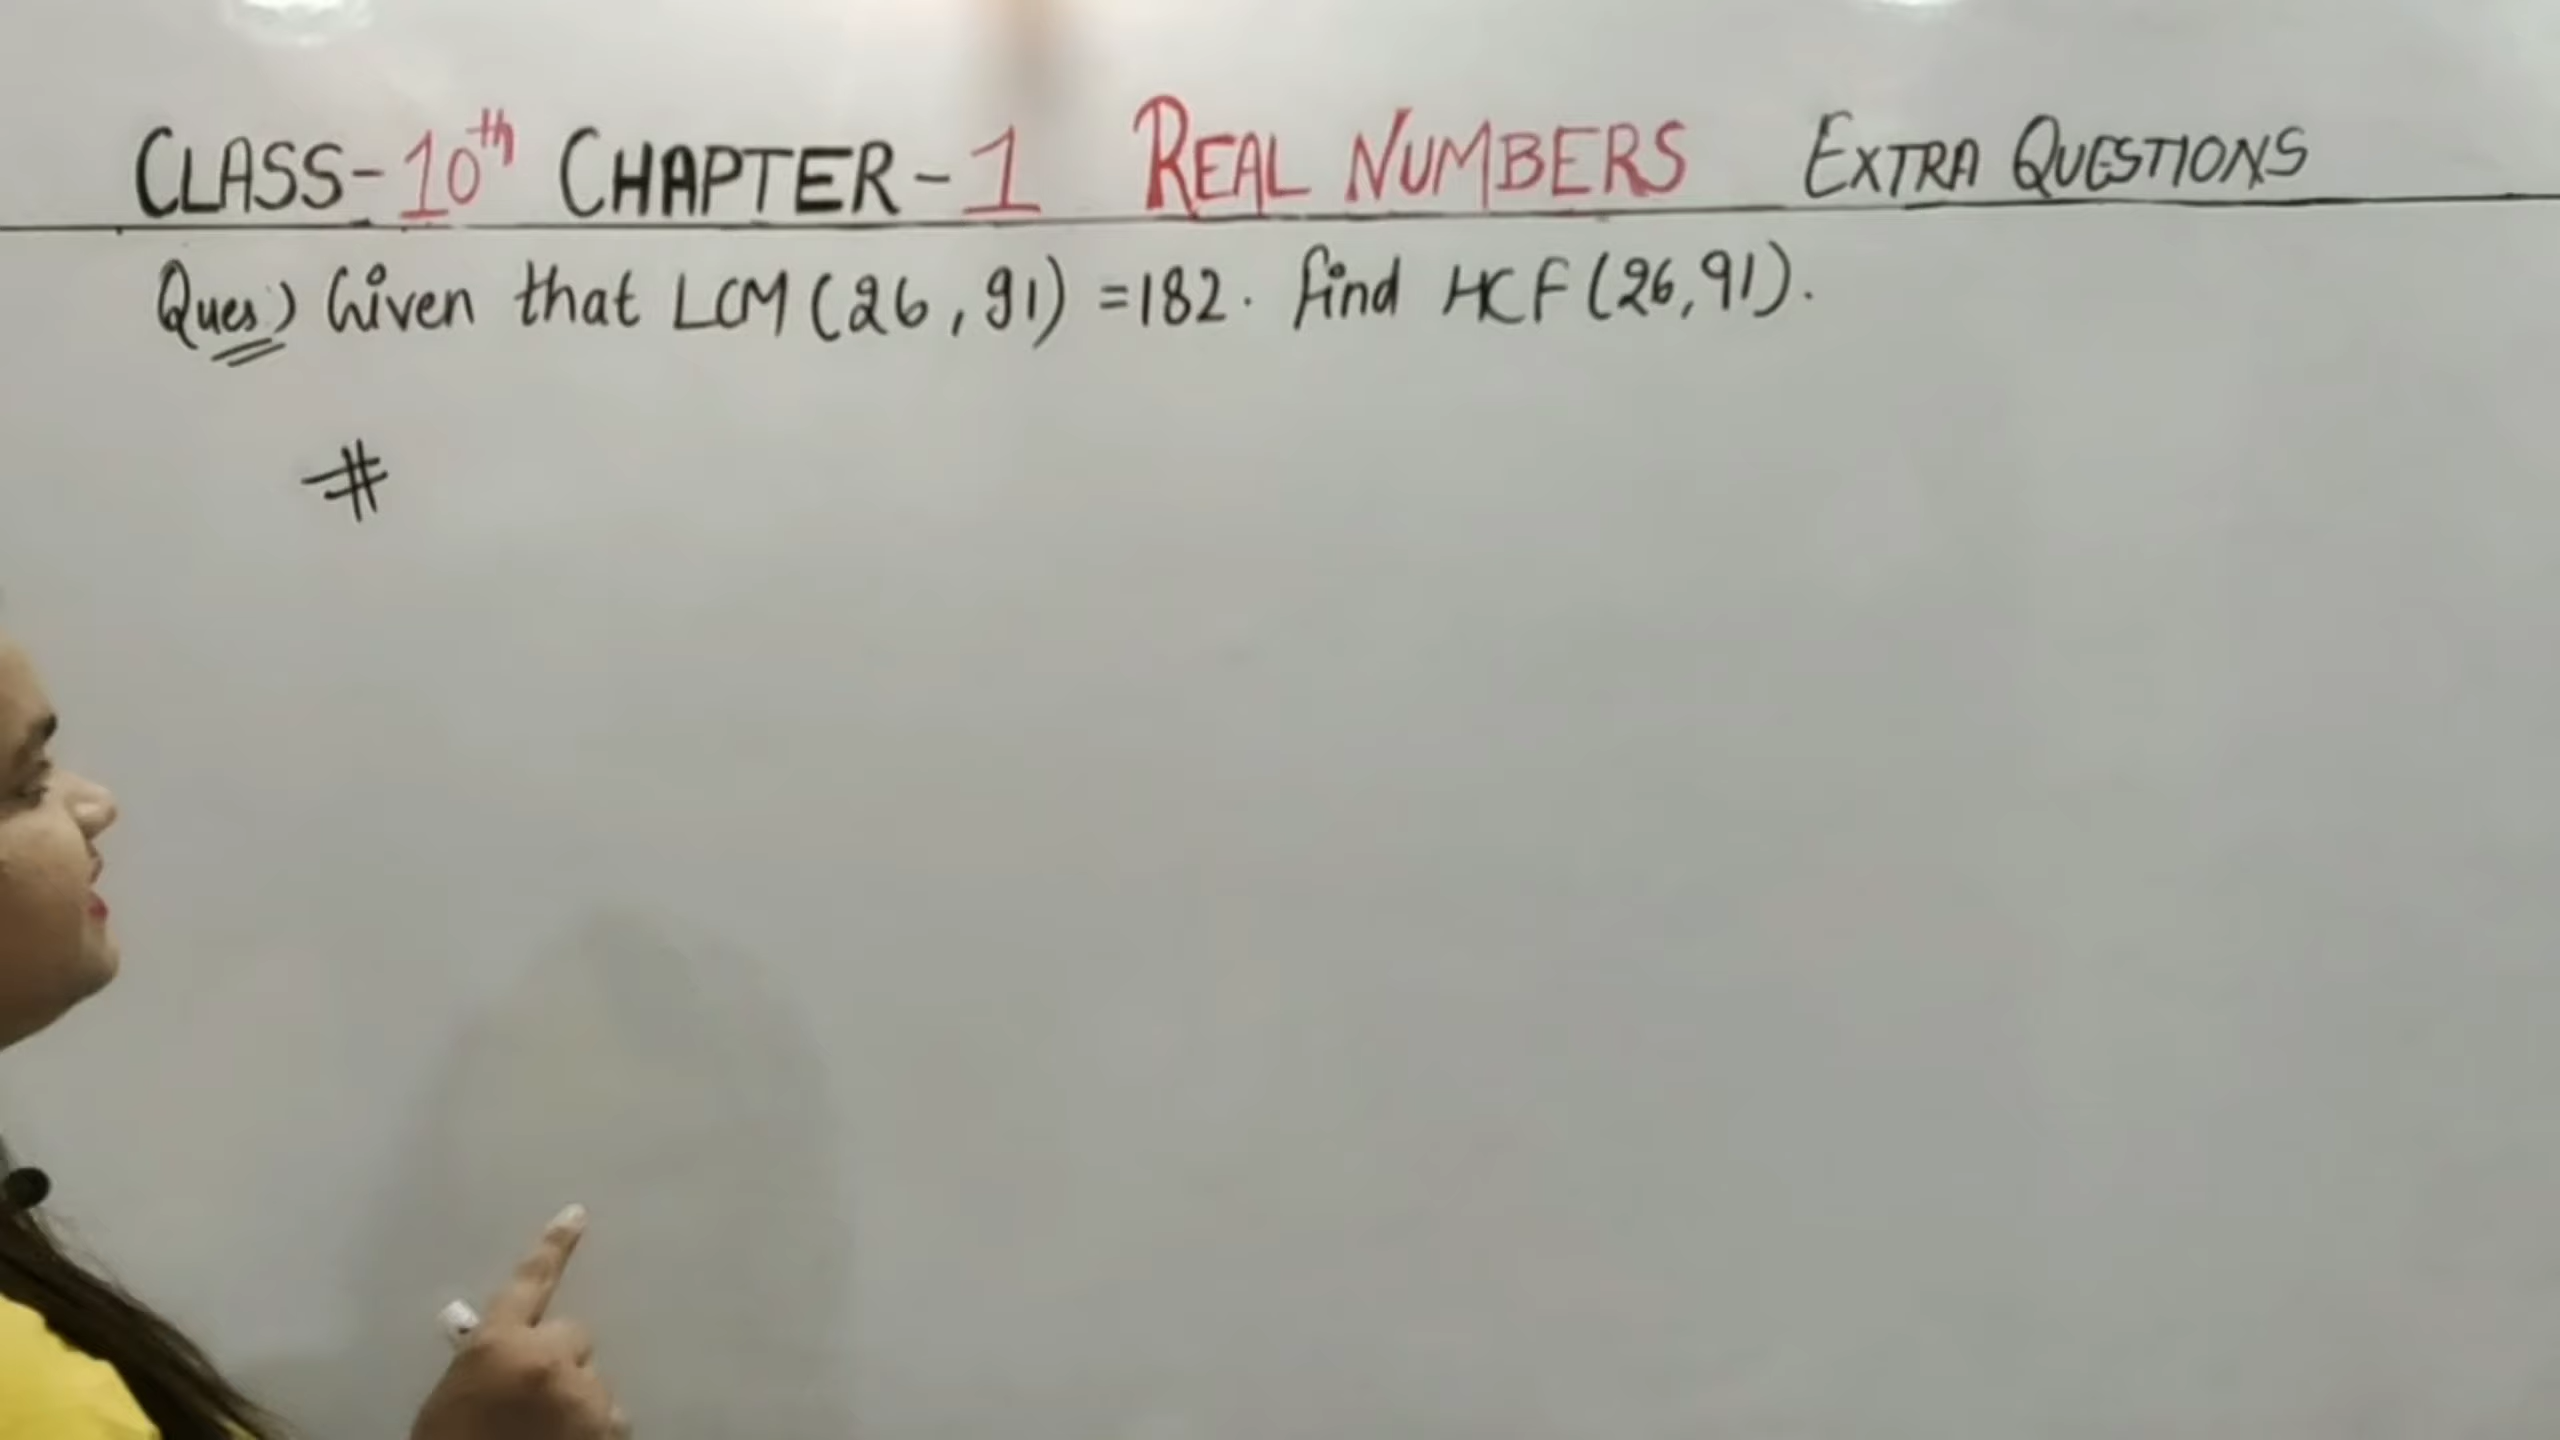 CLASS-10th CHAPTER-1 REAL NUMBERS EXTRA QUESTIONS
Ques) Given that LCM (26, 91) =182. find HCF (26,91).
#